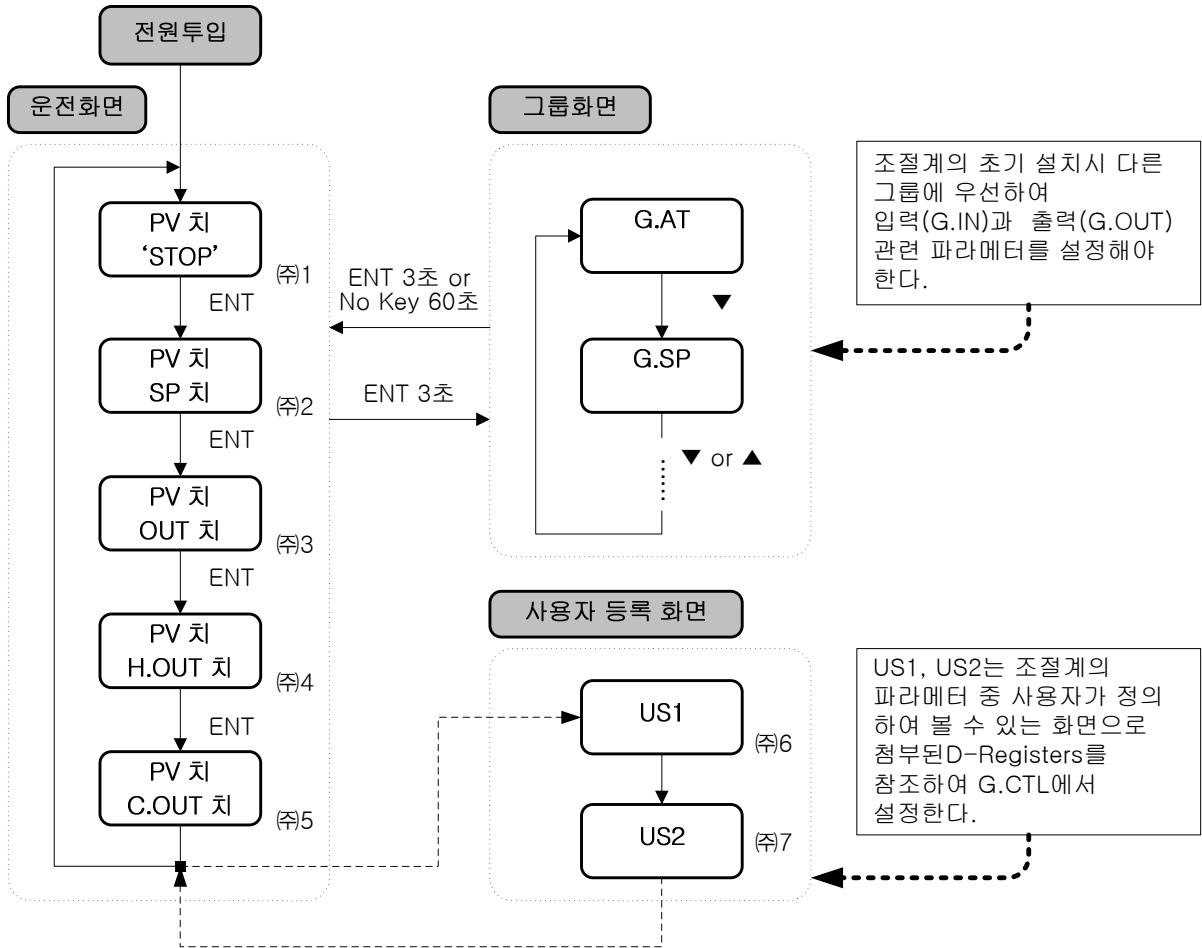 전원투입
운전화면
PV 치
‘STOP’
㈜1
ENT
PV 치
SP 치
㈜2
ENT
PV 치
OUT 치
㈜3
ENT
PV 치
H.OUT 치
㈜4
ENT
PV 치
C.OUT 치
㈜5
ENT 3초 or
No Key 60초
ENT 3초
그룹화면
G.AT
▼
G.SP
▼ or ▲
조절계의 초기 설치시 다른
그룹에 우선하여
입력(G.IN)과 출력(G.OUT)
관련 파라메터를 설정해야
한다.
사용자 등록 화면
US1
㈜6
US2
㈜7
US1, US2는 조절계의
파라메터 중 사용자가 정의
하여 볼 수 있는 화면으로
첨부된D-Registers를
참조하여 G.CTL에서
설정한다.